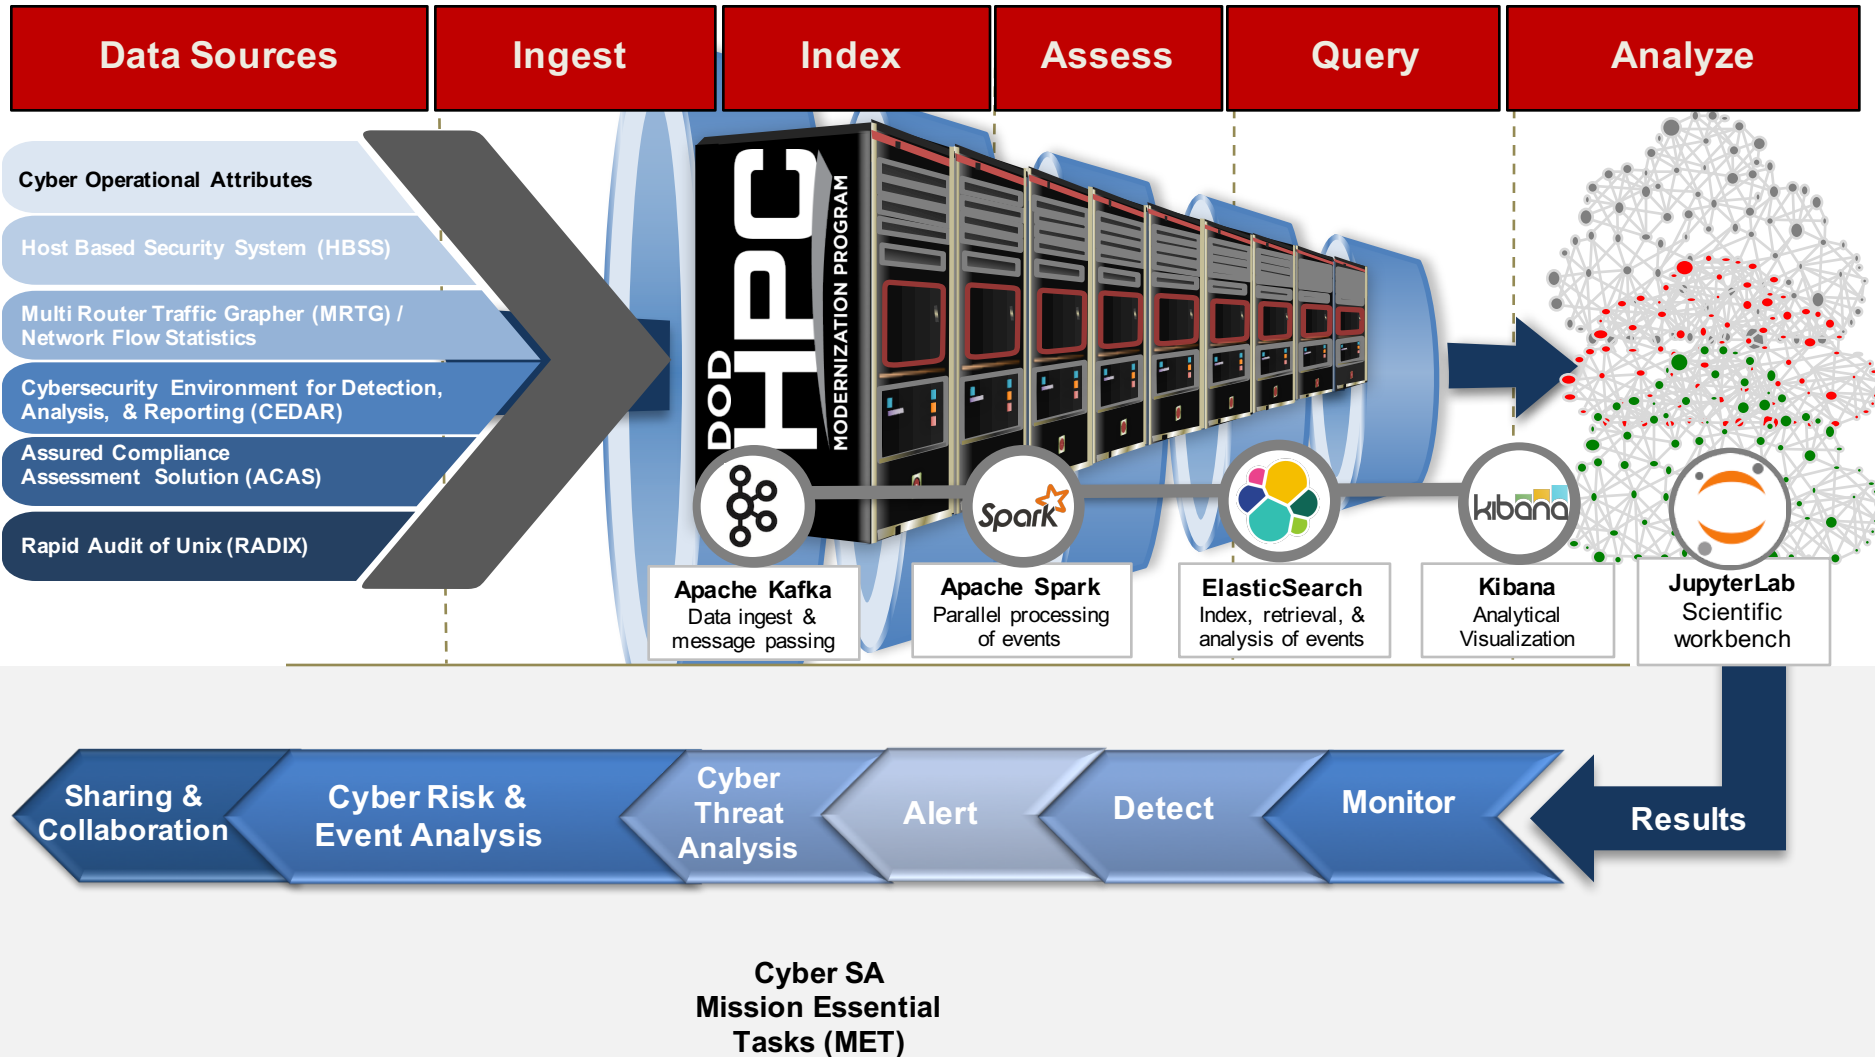 Data Sources
Ingest
Index
Assess
Query
Analyze
Cyber Operational Attributes
Host Based Security System (HBSS)
Multi Router Traffic Grapher (MRTG) /
Network Flow Statistics
Cybersecurity Environment for Detection,
Analysis, & Reporting (CEDAR)
Assured Compliance
Assessment Solution (ACAS)
Rapid Audit of Unix (RADIX)
DOD
HPC
MODERNIZATION PROGRAM
Spark
kibana
Apache Kafka
Data ingest &
message passing
Apache Spark
Parallel processing
of events
ElasticSearch
Index, retrieval, &
analysis of events
Kibana
Analytical
Visualization
JupyterLab
Scientific
workbench
Sharing &
Collaboration
Cyber Risk &
Event Analysis
Cyber
Threat
Analysis
Alert
Detect
Monitor
Results
Cyber SA
Mission Essential
Tasks (MET)